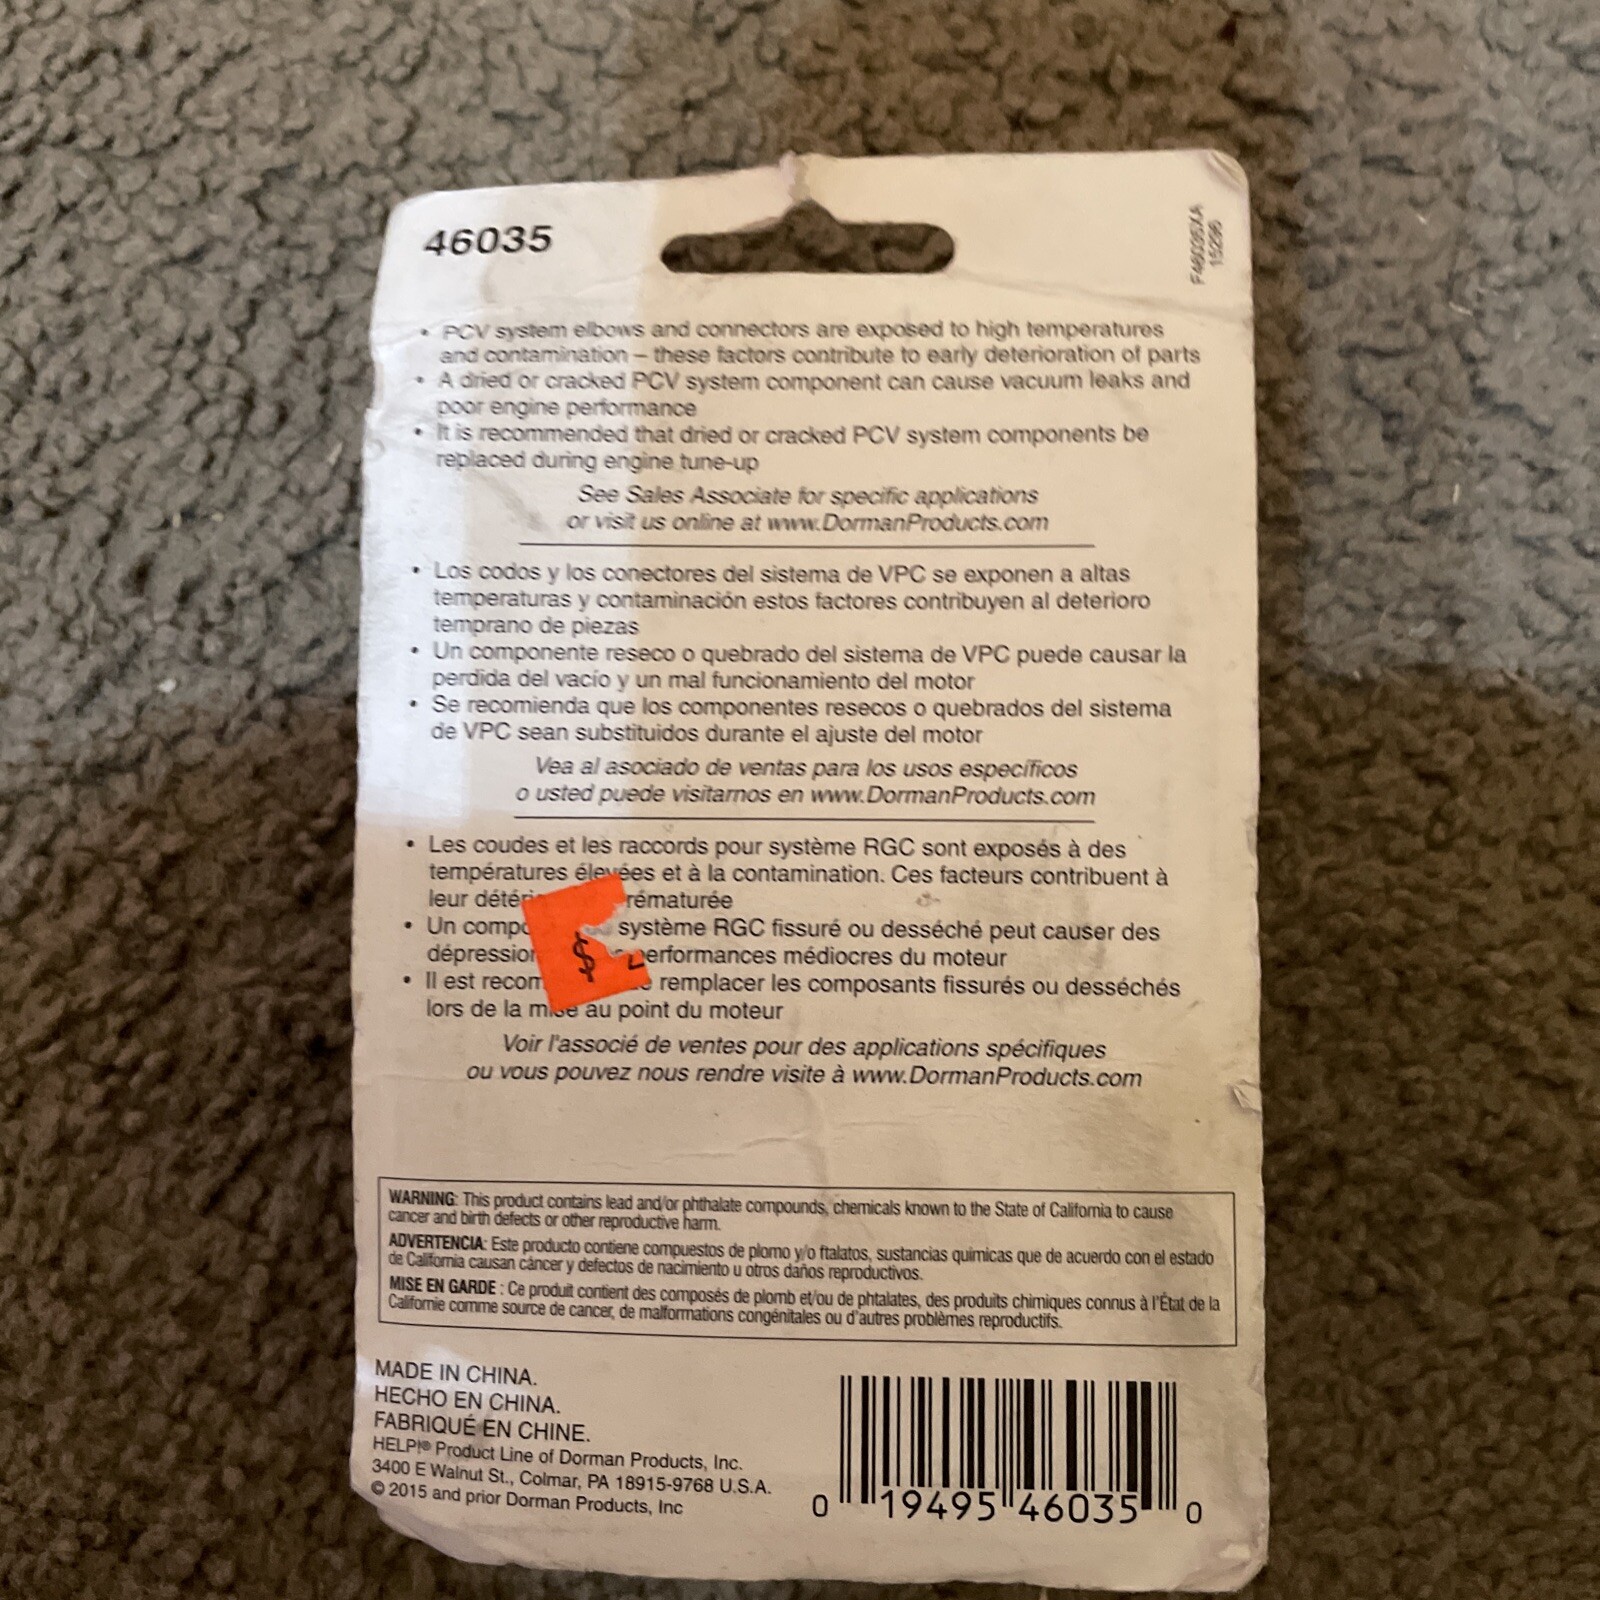 46035
F46035XA
15296
• PCV system elbows and connectors are exposed to high temperatures
and contamination – these factors contribute to early deterioration of parts
• A dried or cracked PCV system component can cause vacuum leaks and
poor engine performance
• It is recommended that dried or cracked PCV system components be
replaced during engine tune-up
See Sales Associate for specific applications
or visit us online at www.DormanProducts.com
• Los codos y los conectores del sistema de VPC se exponen a altas
temperaturas y contaminación estos factores contribuyen al deterioro
temprano de piezas
• Un componente reseco o quebrado del sistema de VPC puede causar la
perdida del vacío y un mal funcionamiento del motor
• Se recomienda que los componentes resecos o quebrados del sistema
de VPC sean substituidos durante el ajuste del motor
Vea al asociado de ventas para los usos específicos
o usted puede visitarnos en www.DormanProducts.com
• Les coudes et les raccords pour système RGC sont exposés à des
températures élevées et à la contamination. Ces facteurs contribuent à
leur rématurée
• Un système RGC fissuré ou desséché peut causer des
performances médiocres du moteur
• Il est remplacer les composants fissurés ou desséchés
lors de la mise au point du moteur
$
Voir l'associé de ventes pour des applications spécifiques
ou vous pouvez nous rendre visite à www.DormanProducts.com
WARNING: This product contains lead and/or phthalate compounds, chemicals known to the State of California to cause
cancer and birth defects or other reproductive harm.
ADVERTENCIA: Este producto contiene compuestos de plomo y/o ftalatos, sustancias quimicas que de acuerdo con el estado
de California causan cáncer y defectos de nacimiento u otros daños reproductivos.
MISE EN GARDE : Ce produit contient des composés de plomb et/ou de phtalates, des produits chimiques connus à l'État de la
Californie comme source de cancer, de malformations congénitales ou d'autres problèmes reproductifs.
MADE IN CHINA.
HECHO EN CHINA.
FABRIQUÉ EN CHINE.
HELP!® Product Line of Dorman Products, Inc.
3400 E Walnut St., Colmar, PA 18915-9768 U.S.A.
© 2015 and prior Dorman Products, Inc
0 19495 46035 0